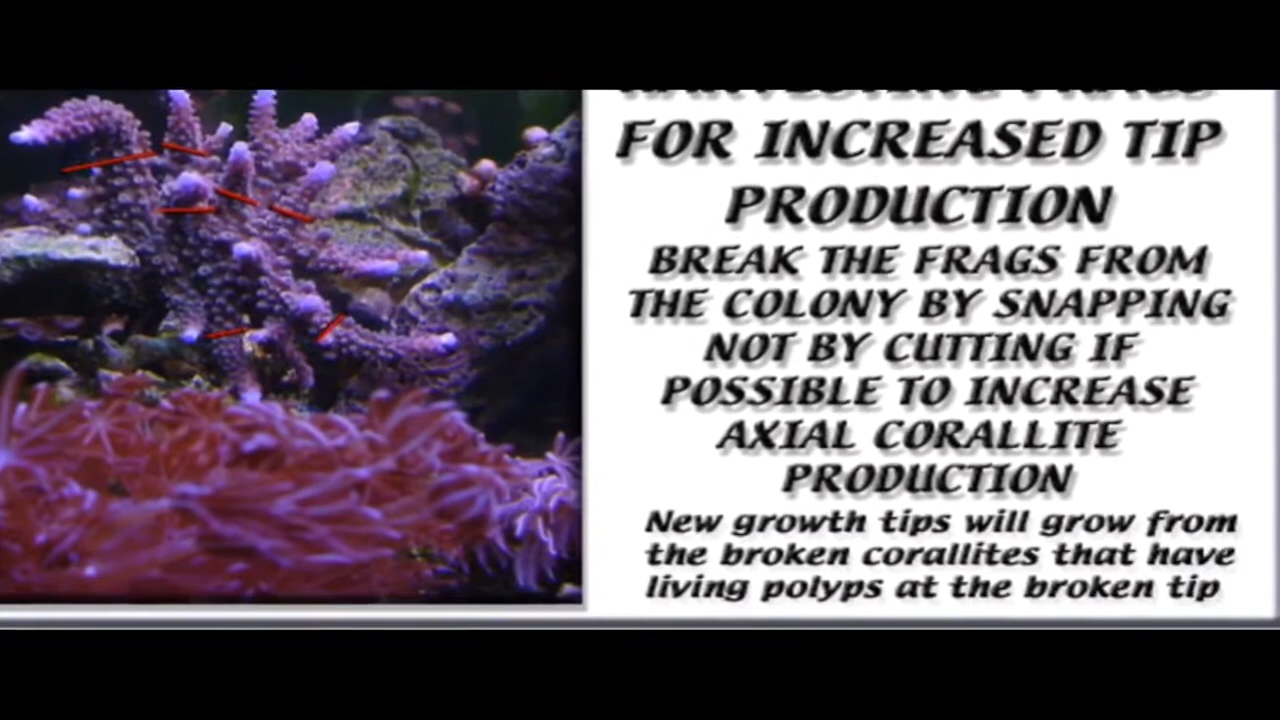 FOR INCREASED TIP
PRODUCTION
BREAK THE FRAGS FROM
THE COLONY BY SNAPPING
NOT BY CUTTING IF
POSSIBLE TO INCREASE
AXIAL CORALLITE
PRODUCTION
New growth tips will grow from
the broken corallites that have
living polyps at the broken tip